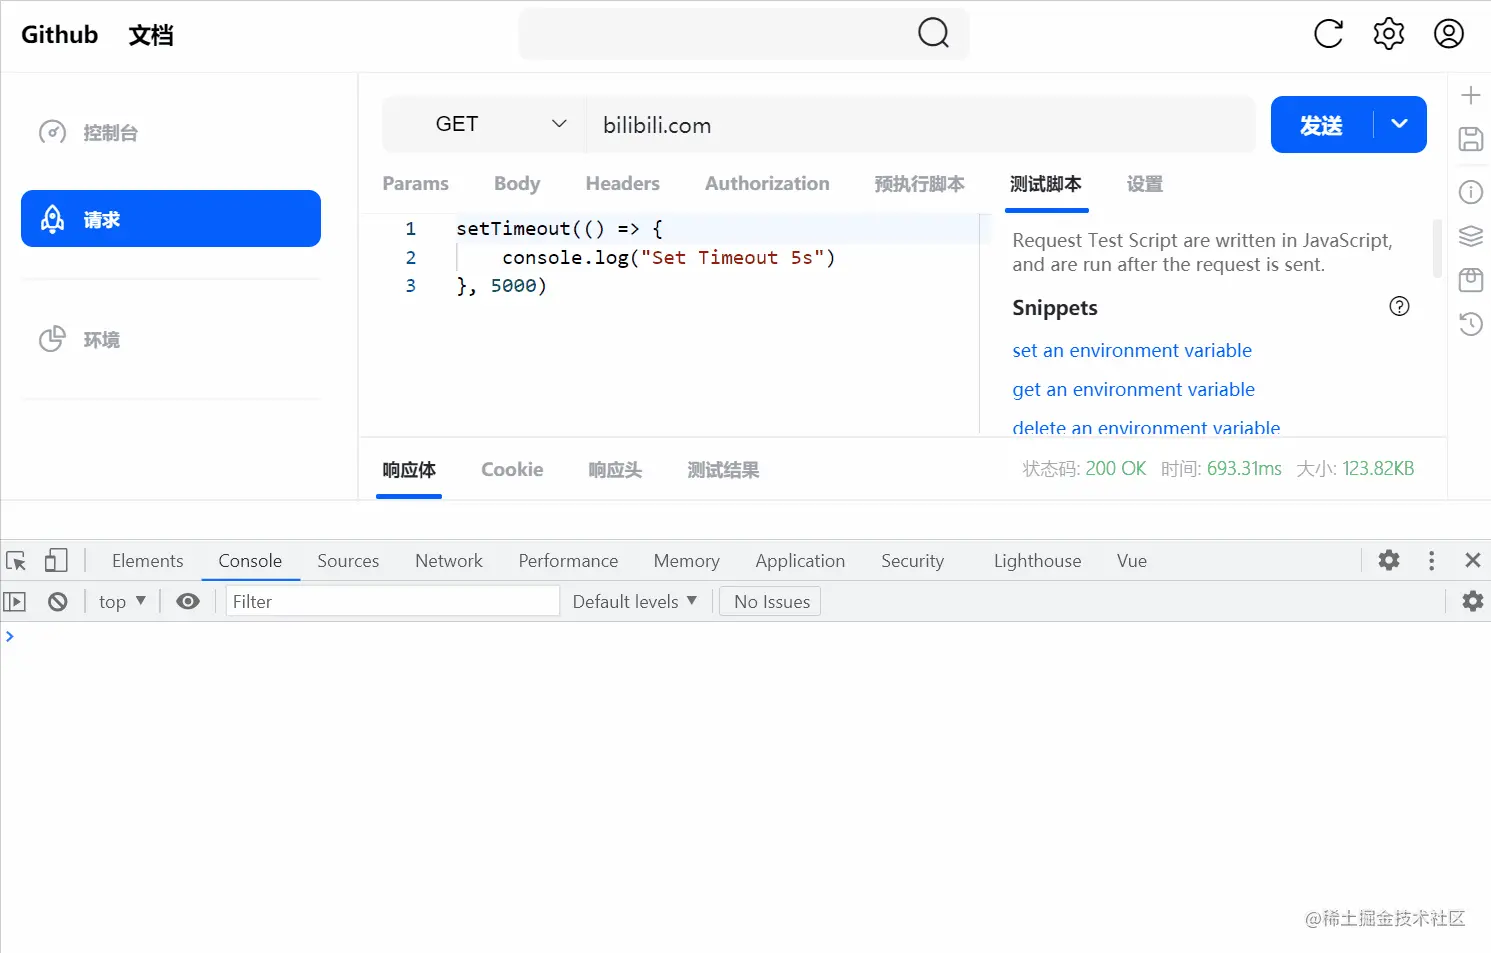 Github 文档
控制台
请求
环境
GET bilibili.com 发送
Params Body Headers Authorization 预执行脚本 测试脚本 设置
1 setTimeout(() => {
2 console.log("Set Timeout 5s")
3 }, 5000)
Request Test Script are written in JavaScript,
and are run after the request is sent.
Snippets
set an environment variable
get an environment variable
delete an environment variable
响应体 Cookie 响应头 测试结果 状态码: 200 OK 时间: 693.31ms 大小: 123.82KB
Elements Console Sources Network Performance Memory Application Security Lighthouse Vue
top Filter Default levels No Issues
@稀土掘金技术社区